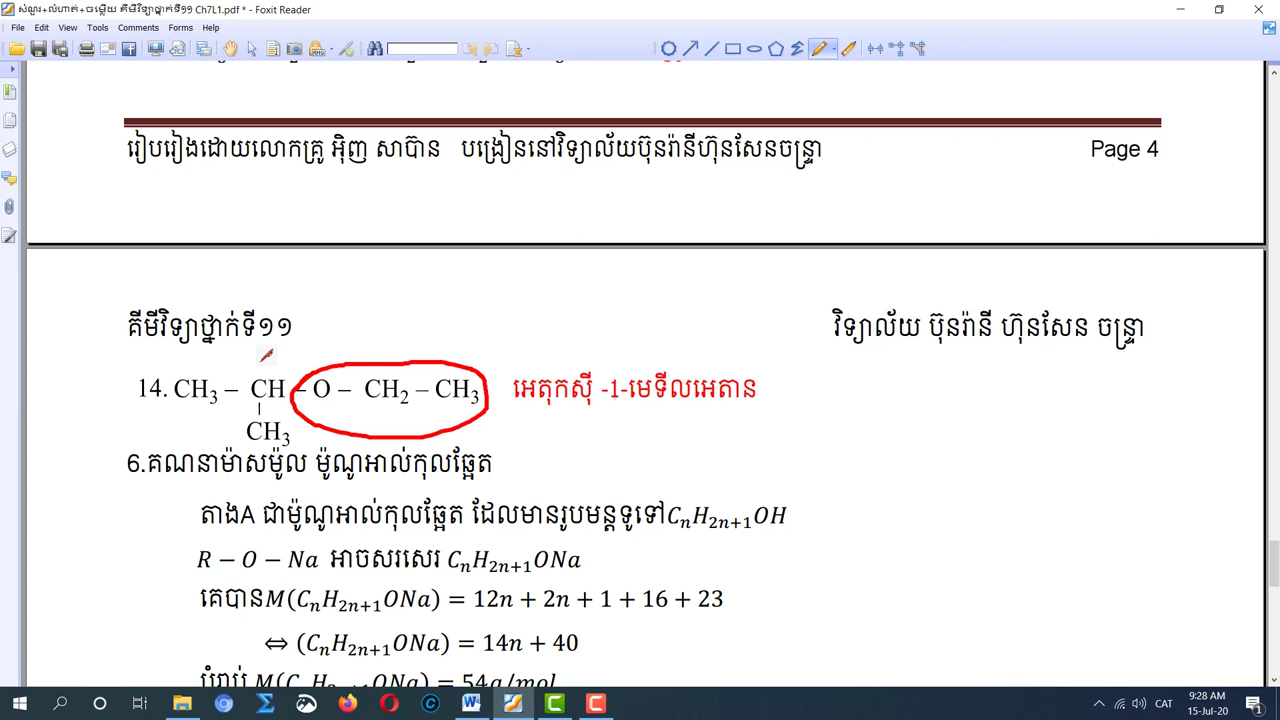 សំណួរ+លំហាត់+ចម្លើយ គីមីវិទ្យាថ្នាក់ទី១១ Ch7L1.pdf * - Foxit Reader
File Edit View Tools Comments Forms Help
រៀបរៀងដោយលោកគ្រូ អ៊ិញ សាប៊ាន បង្រៀននៅវិទ្យាល័យប៊ុនរ៉ានីហ៊ុនសែនចន្ទ្រា Page 4
គីមីវិទ្យាថ្នាក់ទី១១ វិទ្យាល័យ ប៊ុនរ៉ានី ហ៊ុនសែន ចន្ទ្រា
14. CH₃ – CH – O – CH₂ – CH₃ អេតុកស៊ី -1-មេទីលអេតាន
CH₃
6.គណនាម៉ាសម៉ូល ម៉ូណូអាល់កុលឆ្អែត
តាងA ជាម៉ូណូអាល់កុលឆ្អែត ដែលមានរូបមន្តទូទៅCₙH₂ₙ₊₁OH
R − O − Na អាចសរសេរ CₙH₂ₙ₊₁ONa
គេបានM(CₙH₂ₙ₊₁ONa) = 12n + 2n + 1 + 16 + 23
⇔ (CₙH₂ₙ₊₁ONa) = 14n + 40
9:28 AM
CAT
15-Jul-20
1